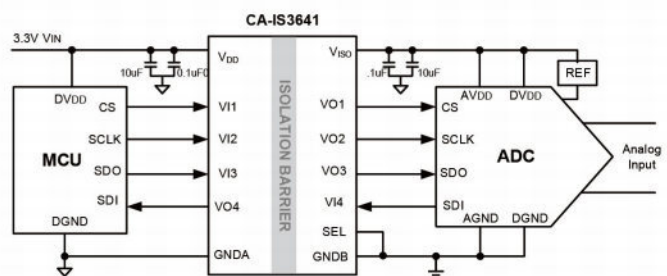 CA-IS3641
3.3V VIN
10uF
0.1uF0
VDD
VISO
.1uF
10uF
REF
DVDD
MCU
CS
SCLK
SDO
SDI
DGND
VI1
VI2
VI3
VO4
GNDA
ISOLATION BARRIER
VO1
VO2
VO3
VI4
SEL
GNDB
AVDD
DVDD
CS
SCLK
SDO
SDI
ADC
AGND
DGND
Analog
Input